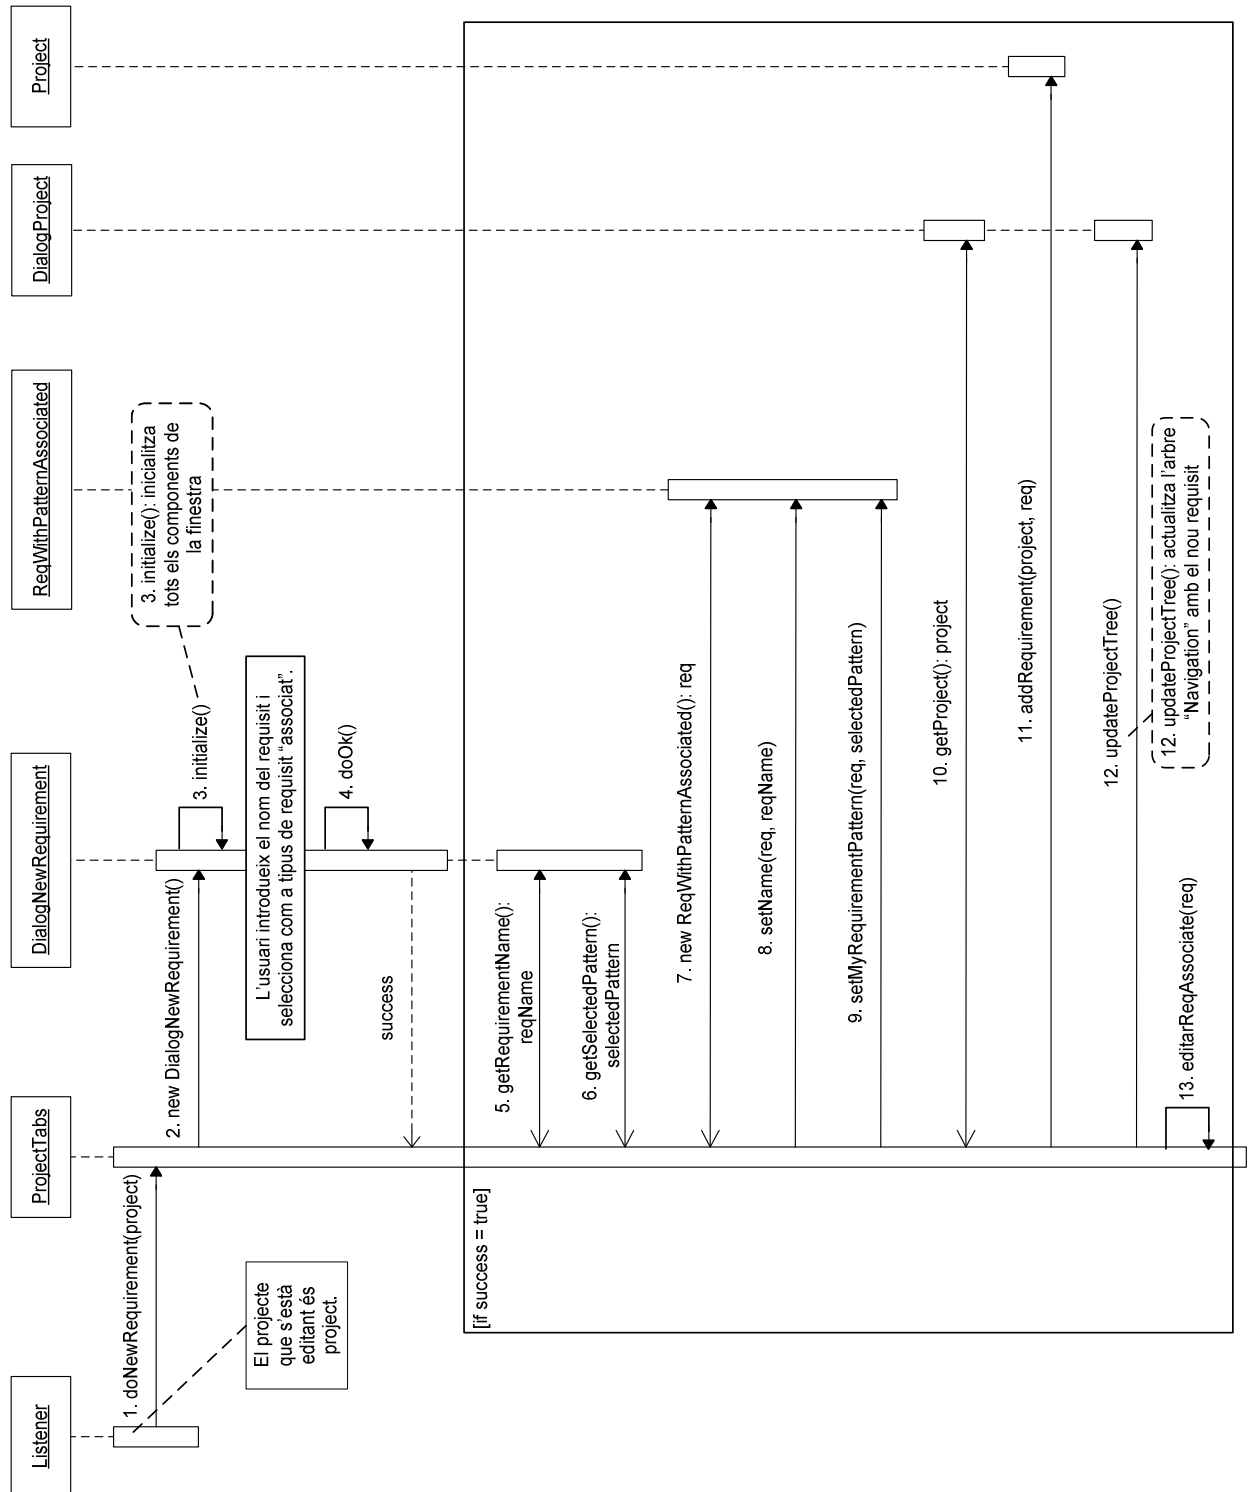 Listener
ProjectTabs
DialogNewRequirement
ReqWithPatternAssociated
DialogProject
Project
1. doNewRequirement(project)
2. new DialogNewRequirement()
3. initialize()
3. initialize(): inicialitza
tots els components de
la finestra
El projecte
que s'està
editant és
project.
L'usuari introdueix el nom del requisit i
selecciona com a tipus de requisit “associat”.
4. doOk()
success
[if success = true]
5. getRequirementName():
reqName
6. getSelectedPattern():
selectedPattern
7. new ReqWithPatternAssociated(): req
8. setName(req, reqName)
9. setMyRequirementPattern(req, selectedPattern)
10. getProject(): project
11. addRequirement(project, req)
12. updateProjectTree()
12. updateProjectTree(): actualitza l'arbre
“Navigation” amb el nou requisit
13. editarReqAssociate(req)